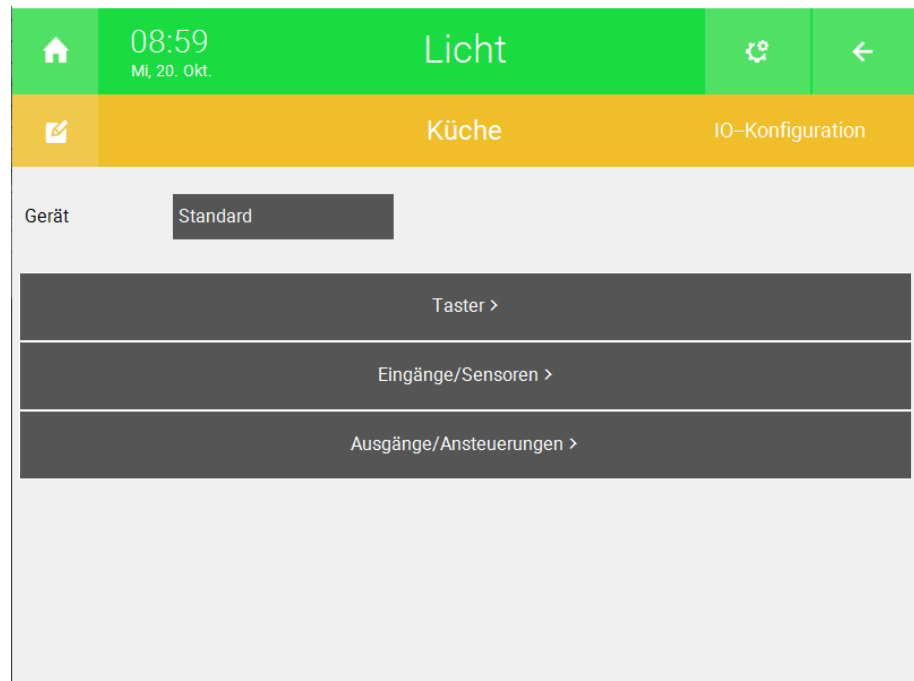 08:59
Mi, 20. Okt.
Licht
Küche
IO–Konfiguration
Gerät
Standard
Taster >
Eingänge/Sensoren >
Ausgänge/Ansteuerungen >